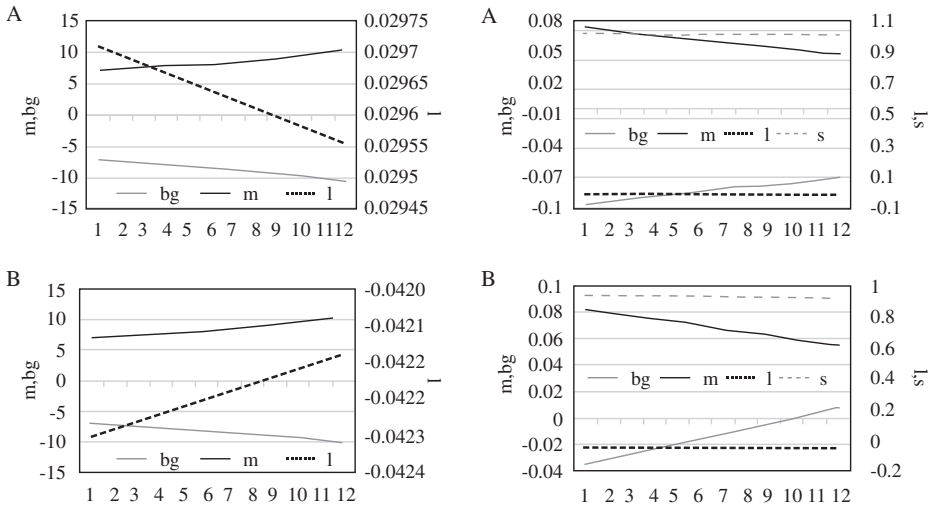 A
15
10
5
0
-5
-10
-15
m,bg
0.02975
0.0297
0.02965
0.0296
0.02955
0.0295
0.02945
l
bg m l
1 2 3 4 5 6 7 8 9 10 11 12
A
0.08
0.05
0.02
-0.01
-0.04
-0.07
-0.1
m,bg
1.1
0.9
0.7
0.5
0.3
0.1
-0.1
l,s
bg m l s
1 2 3 4 5 6 7 8 9 10 11 12
B
15
10
5
0
-5
-10
-15
m,bg
-0.0420
-0.0421
-0.0422
-0.0422
-0.0423
-0.0424
l
bg m l
1 2 3 4 5 6 7 8 9 10 11 12
B
0.1
0.08
0.06
0.04
0.02
0
-0.02
-0.04
m,bg
1
0.8
0.6
0.4
0.2
0
-0.2
l,s
bg m l s
1 2 3 4 5 6 7 8 9 10 11 12